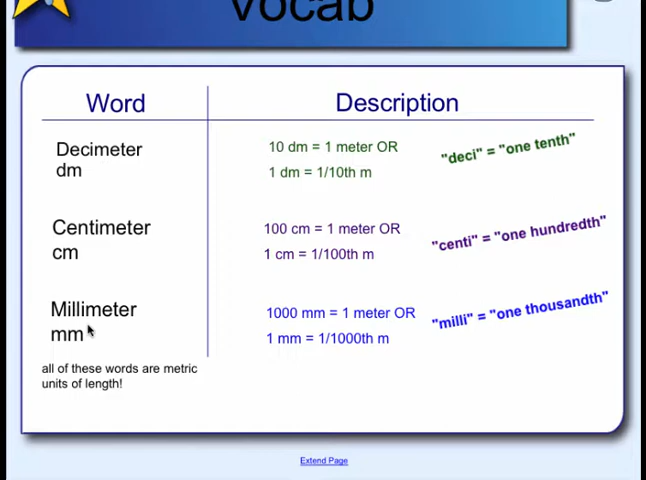 vocab
Word Description
Decimeter
dm
10 dm = 1 meter OR
1 dm = 1/10th m
"deci" = "one tenth"
Centimeter
cm
100 cm = 1 meter OR
1 cm = 1/100th m
"centi" = "one hundredth"
Millimeter
mm
1000 mm = 1 meter OR
1 mm = 1/1000th m
"milli" = "one thousandth"
all of these words are metric
units of length!
Extend Page